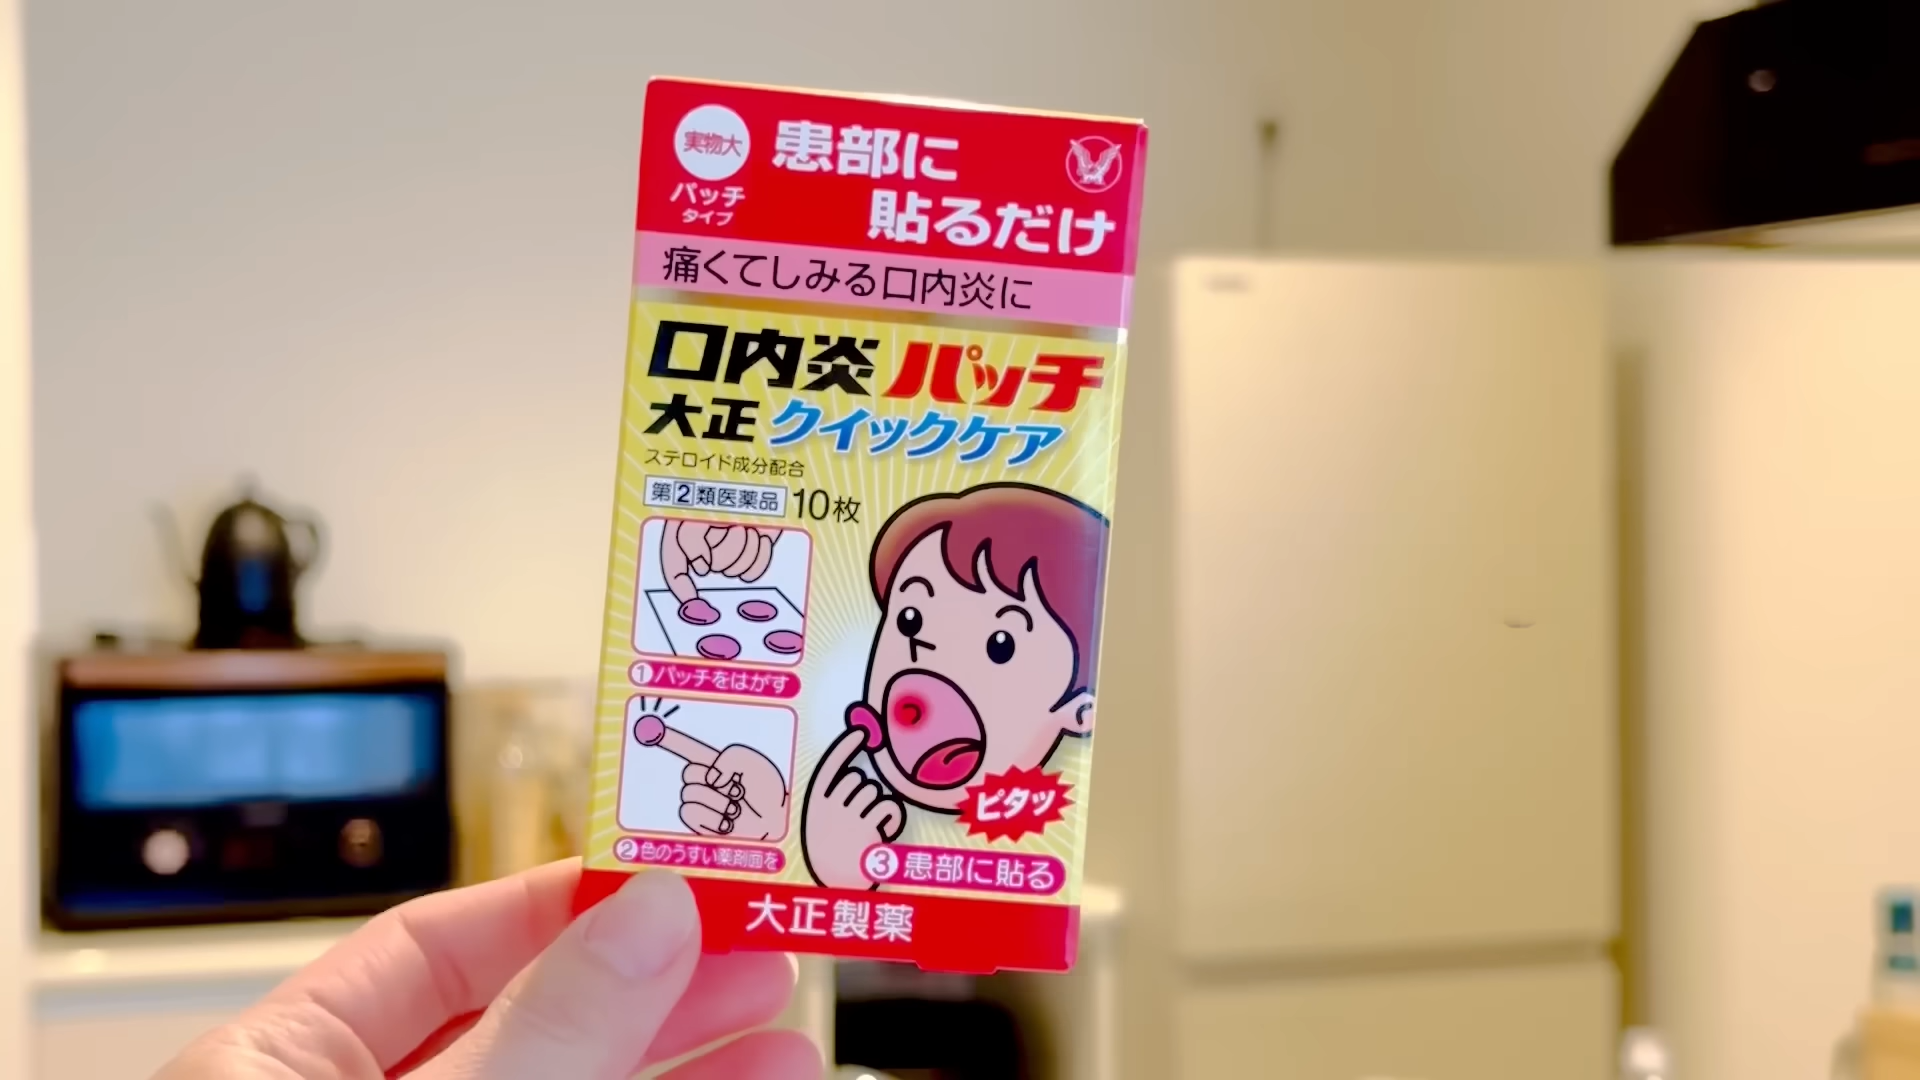 実物大
パッチ
タイプ
患部に
貼るだけ
痛くてしみる口内炎に
口内炎パッチ
大正クイックケア
ステロイド成分配合
第2類医薬品 10枚
①パッチをはがす
②色のうすい薬剤面を
ピタッ
③患部に貼る
大正製薬